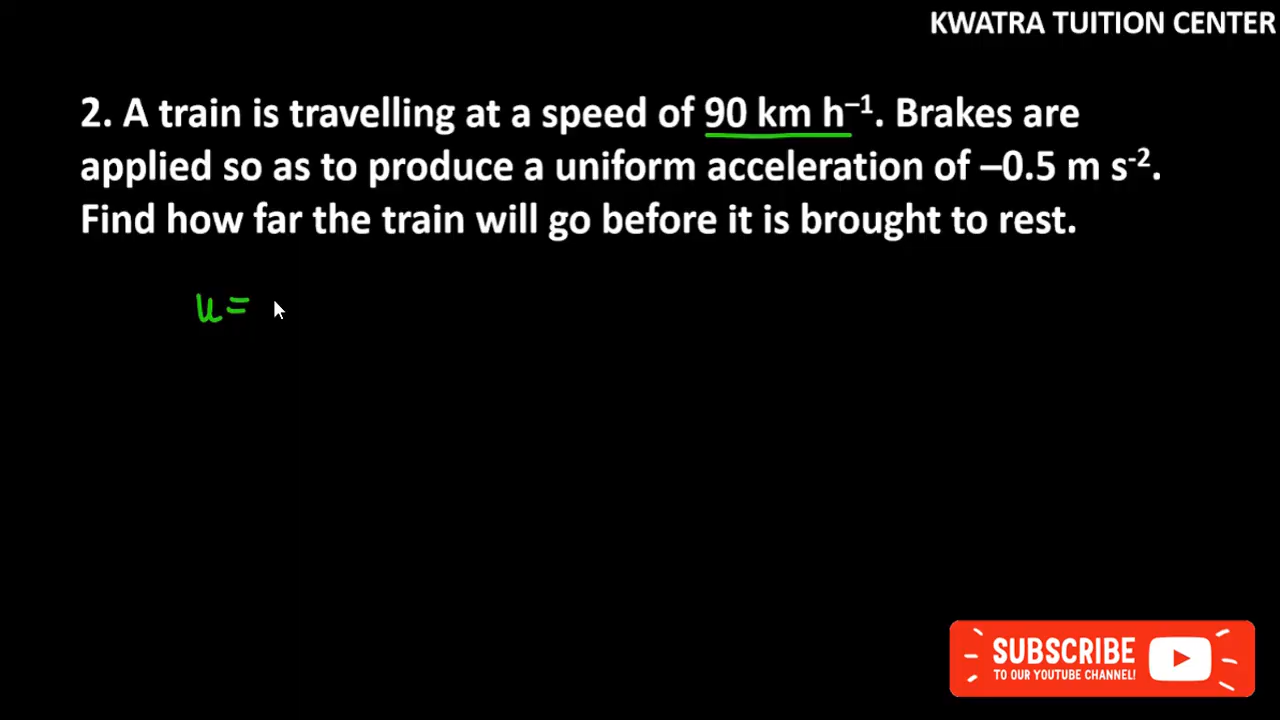 KWATRA TUITION CENTER
2. A train is travelling at a speed of 90 km h⁻¹. Brakes are
applied so as to produce a uniform acceleration of –0.5 m s⁻².
Find how far the train will go before it is brought to rest.
u=
SUBSCRIBE
TO OUR YOUTUBE CHANNEL!